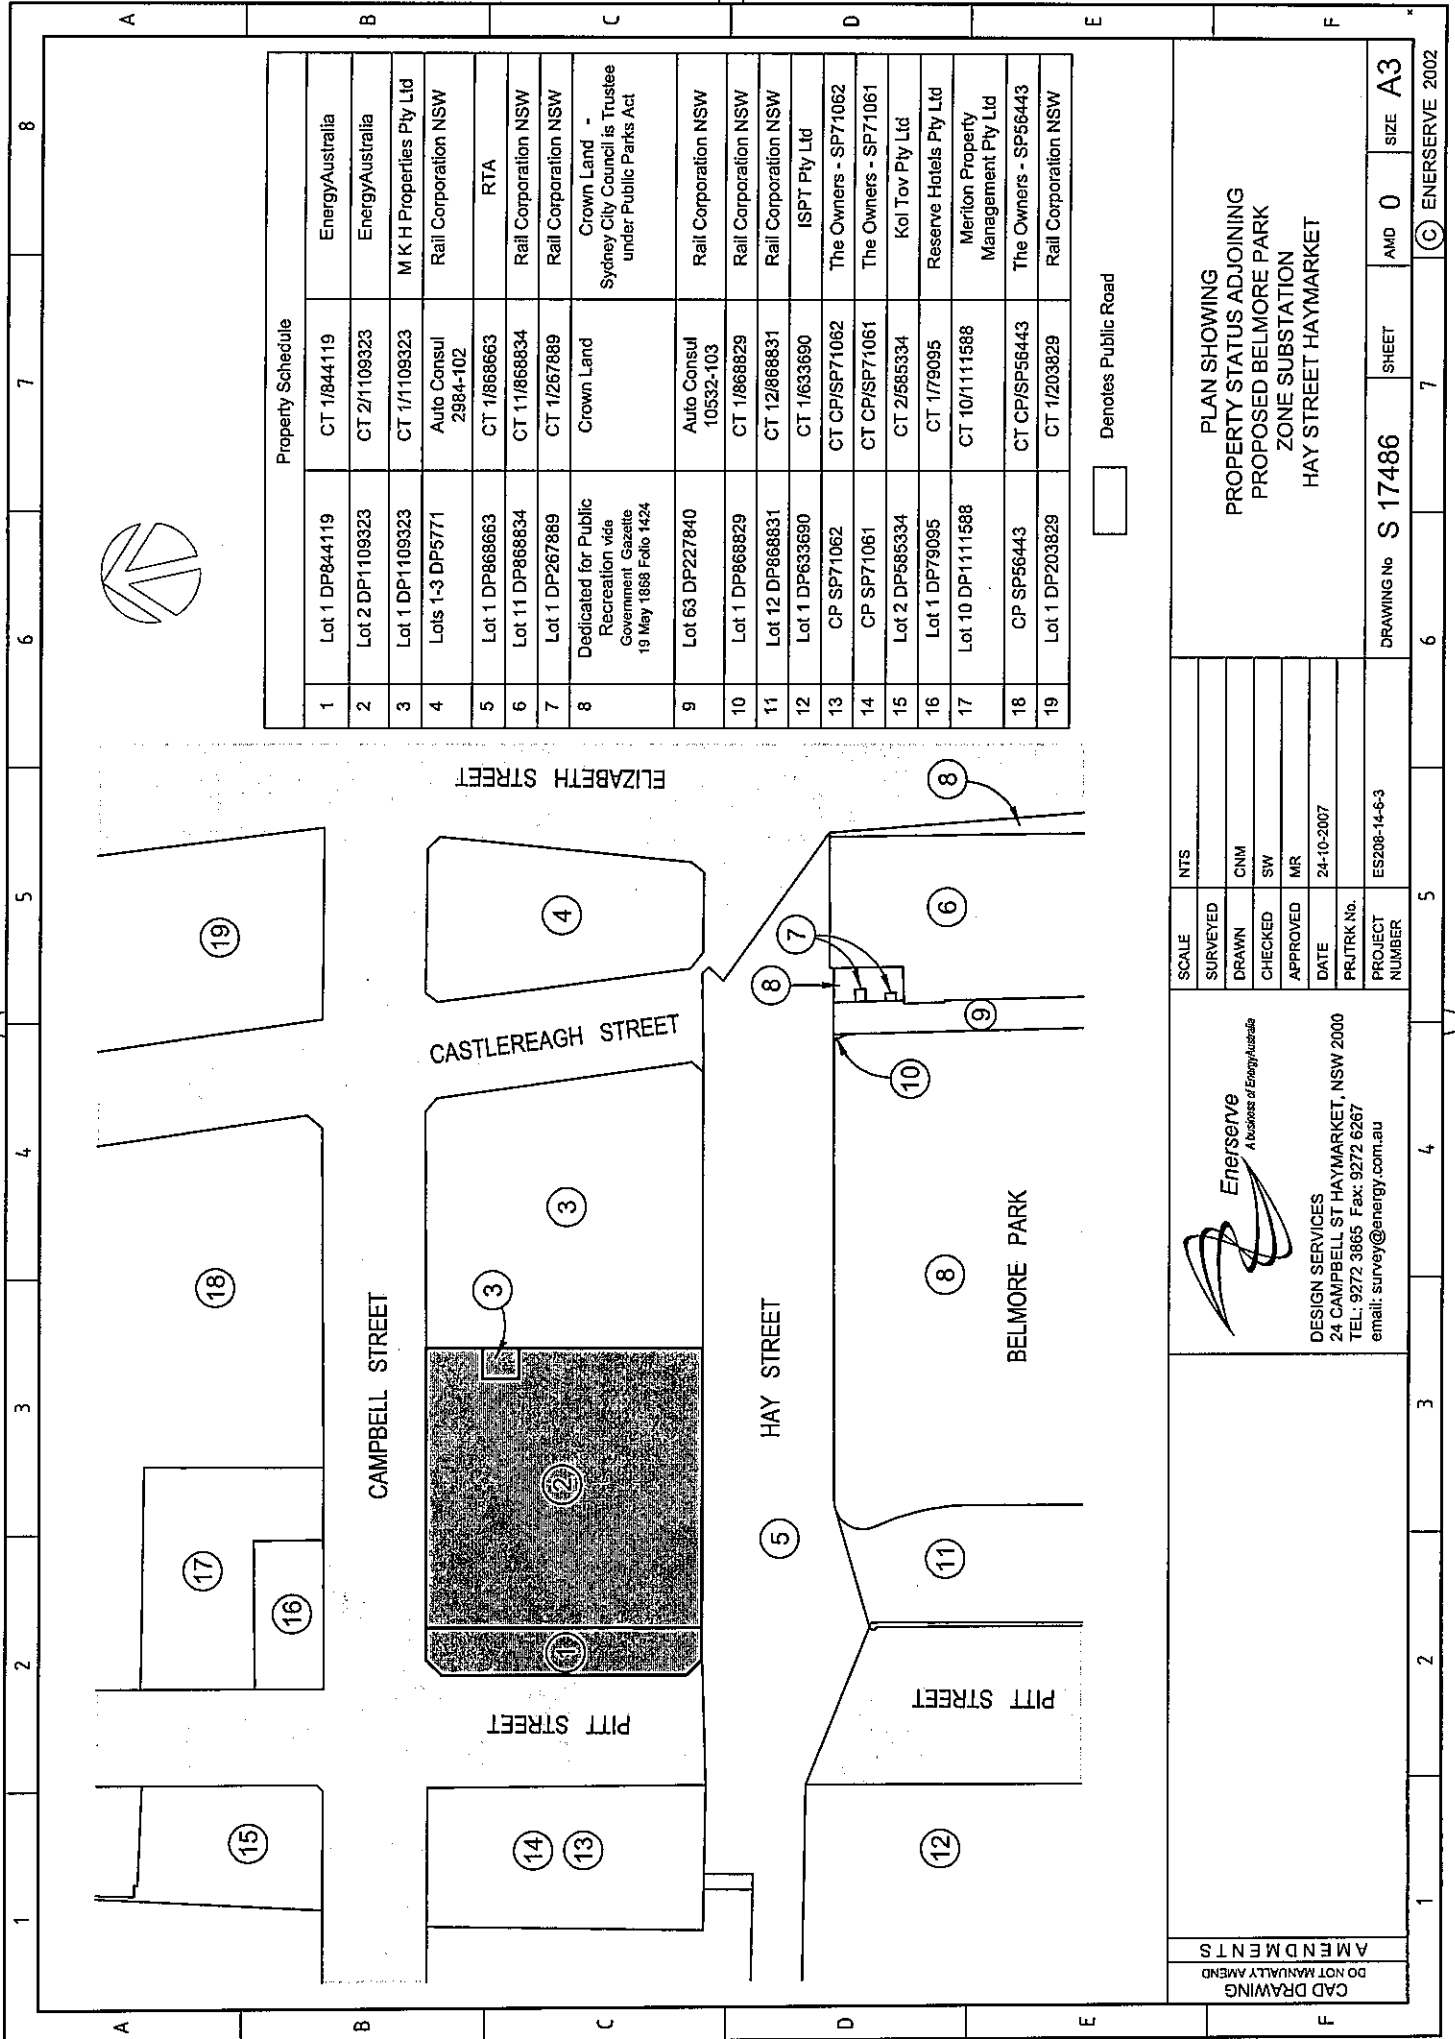 1 2 3 4 5 6 7 8
A
B
C
D
E
F
A
B
C
D
E
F
Property Schedule
1 Lot 1 DP844119 CT 1/844119 EnergyAustralia
2 Lot 2 DP1109323 CT 2/1109323 EnergyAustralia
3 Lot 1 DP1109323 CT 1/1109323 M K H Properties Pty Ltd
4 Lots 1-3 DP5771 Auto Consul Rail Corporation NSW
2984-102
5 Lot 1 DP868663 CT 1/868663 RTA
6 Lot 11 DP868834 CT 11/868834 Rail Corporation NSW
7 Lot 1 DP267889 CT 1/267889 Rail Corporation NSW
8 Dedicated for Public Crown Land Crown Land -
Recreation vide Sydney City Council is Trustee
Government Gazette under Public Parks Act
19 May 1868 Folio 1424
9 Lot 63 DP227840 Auto Consul Rail Corporation NSW
10532-103
10 Lot 1 DP868829 CT 1/868829 Rail Corporation NSW
11 Lot 12 DP868831 CT 12/868831 Rail Corporation NSW
12 Lot 1 DP633690 CT 1/633690 ISPT Pty Ltd
13 CP SP71062 CT CP/SP71062 The Owners - SP71062
14 CP SP71061 CT CP/SP71061 The Owners - SP71061
15 Lot 2 DP585334 CT 2/585334 Kol Tov Pty Ltd
16 Lot 1 DP79095 CT 1/79095 Reserve Hotels Pty Ltd
17 Lot 10 DP1111588 CT 10/1111588 Meriton Property
Management Pty Ltd
18 CP SP56443 CT CP/SP56443 The Owners - SP56443
19 Lot 1 DP203829 CT 1/203829 Rail Corporation NSW
Denotes Public Road
15
17
16
18
19
CAMPBELL STREET
14
13
PITT STREET
1
2
3
3
CASTLEREAGH STREET
4
ELIZABETH STREET
HAY STREET
5
12
PITT STREET
11
8
BELMORE PARK
10
9
8
7
6
8
CAD DRAWING
DO NOT MANUALLY AMEND
AMENDMENTS
Enerserve
A business of EnergyAustralia
DESIGN SERVICES
24 CAMPBELL ST HAYMARKET, NSW 2000
TEL: 9272 3865 Fax: 9272 6267
email: survey@energy.com.au
SCALE NTS
SURVEYED
DRAWN CNM
CHECKED SW
APPROVED MR
DATE 24-10-2007
PRJTRK No.
PROJECT NUMBER ES208-14-6-3
PLAN SHOWING
PROPERTY STATUS ADJOINING
PROPOSED BELMORE PARK
ZONE SUBSTATION
HAY STREET HAYMARKET
DRAWING No S 17486 SHEET AMD 0 SIZE A3
1 2 3 4 5 6 7 © ENERSERVE 2002